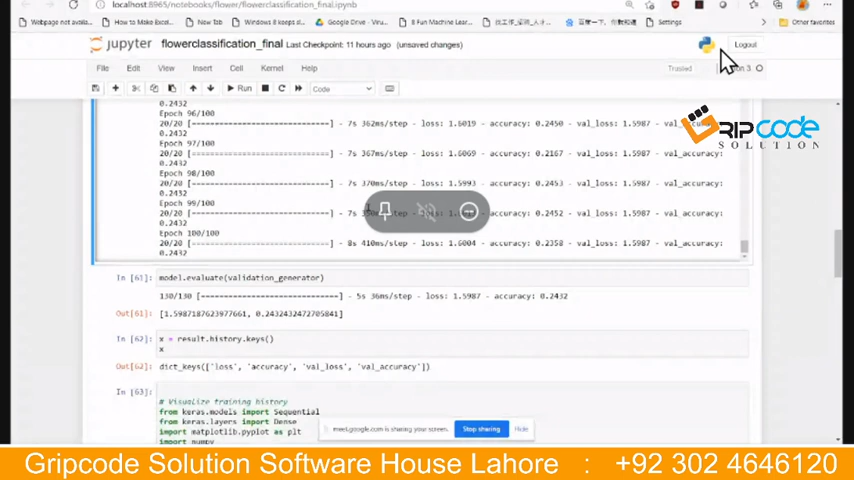 localhost:8965/notebooks/flower/flowerclassification_final.ipynb
Webpage not availa... How to Make Excel... New Tab Windows 8 keeps sl... Google Drive - Virtu... 8 Fun Machine Lear... Settings Other favorites
jupyter flowerclassification_final Last Checkpoint: 11 hours ago (unsaved changes) Logout
File Edit View Insert Cell Kernel Help Trusted 3
Run Code
0.2432
Epoch 96/100
20/20 [==============================] - 7s 362ms/step - loss: 1.6019 - accuracy: 0.2450 - val_loss: 1.5987 - val_accuracy:
0.2432
Epoch 97/100
20/20 [==============================] - 7s 367ms/step - loss: 1.6069 - accuracy: 0.2167 - val_loss: 1.5987 - val_accuracy:
0.2432
Epoch 98/100
20/20 [==============================] - 7s 370ms/step - loss: 1.5993 - accuracy: 0.2453 - val_loss: 1.5987 - val_accuracy:
0.2432
Epoch 99/100
20/20 [==============================] - 7s accuracy: 0.2452 - val_loss: 1.5987 - val_accuracy:
0.2432
Epoch 100/100
20/20 [==============================] - 8s 410ms/step - loss: 1.6004 - accuracy: 0.2358 - val_loss: 1.5987 - val_accuracy:
0.2432
GRIPCODE
SOLUTION
In [61]: model.evaluate(validation_generator)
130/130 [==============================] - 5s 36ms/step - loss: 1.5987 - accuracy: 0.2432
Out[61]: [1.5987187623977661, 0.2432432472705841]
In [62]: x = result.history.keys()
x
Out[62]: dict_keys(['loss', 'accuracy', 'val_loss', 'val_accuracy'])
In [63]:
# Visualize training history
from keras.models import Sequential
from keras.layers import Dense
import matplotlib.pyplot as plt
import numpy
meet.google.com is sharing your screen. Stop sharing Hide
Gripcode Solution Software House Lahore : +92 302 4646120